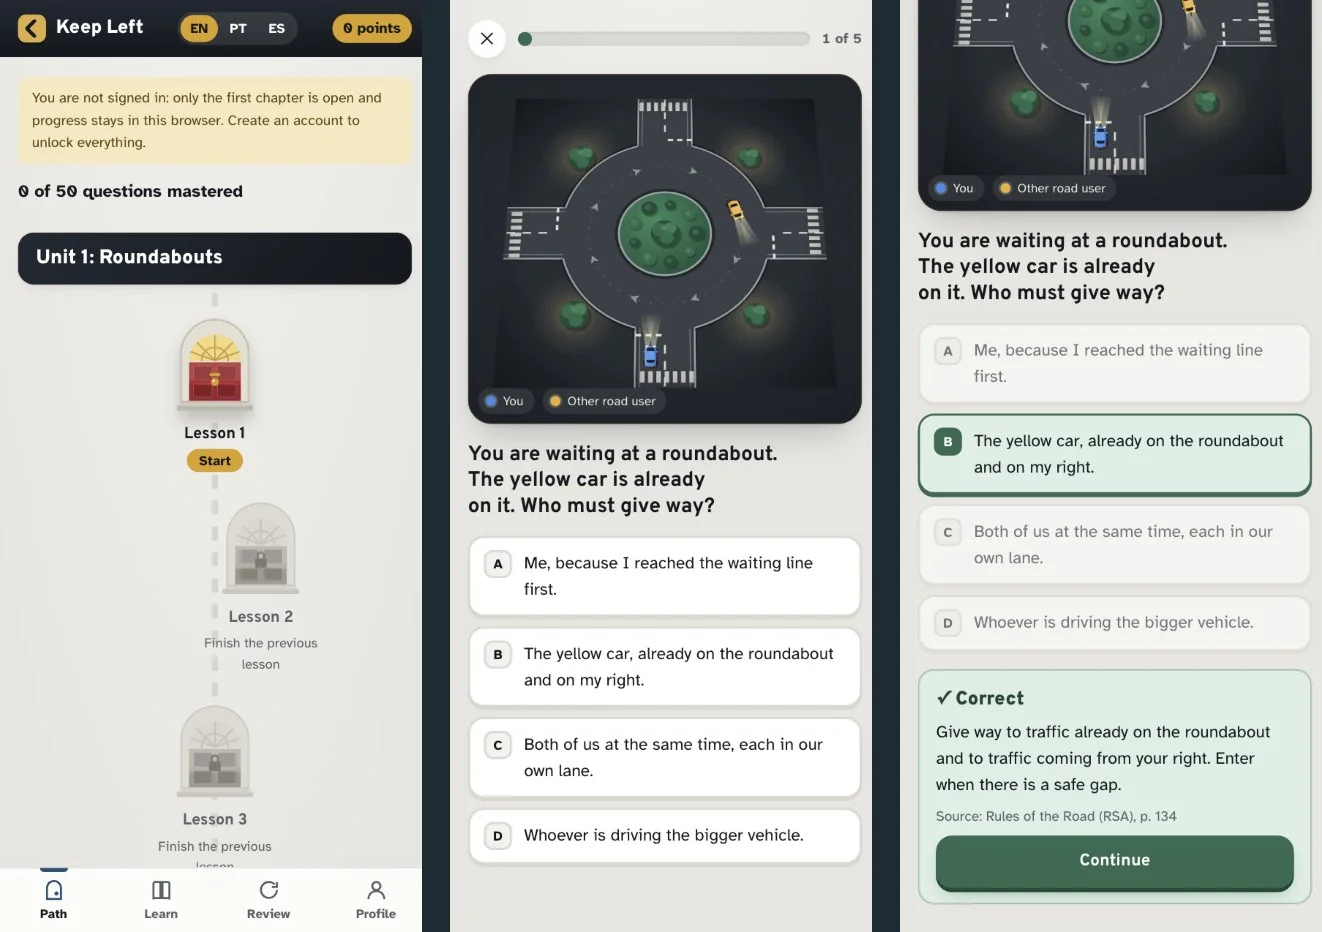 Keep Left
EN PT ES
0 points
You are not signed in: only the first chapter is open and
progress stays in this browser. Create an account to
unlock everything.
0 of 50 questions mastered
Unit 1: Roundabouts
Lesson 1
Start
Lesson 2
Finish the previous
lesson
Lesson 3
Finish the previous
lesson
Path
Learn
Review
Profile
1 of 5
You
Other road user
You are waiting at a roundabout.
The yellow car is already
on it. Who must give way?
A
Me, because I reached the waiting line
first.
B
The yellow car, already on the roundabout
and on my right.
C
Both of us at the same time, each in our
own lane.
D
Whoever is driving the bigger vehicle.
You
Other road user
You are waiting at a roundabout.
The yellow car is already
on it. Who must give way?
A
Me, because I reached the waiting line
first.
B
The yellow car, already on the roundabout
and on my right.
C
Both of us at the same time, each in our
own lane.
D
Whoever is driving the bigger vehicle.
✓ Correct
Give way to traffic already on the roundabout
and to traffic coming from your right. Enter
when there is a safe gap.
Source: Rules of the Road (RSA), p. 134
Continue